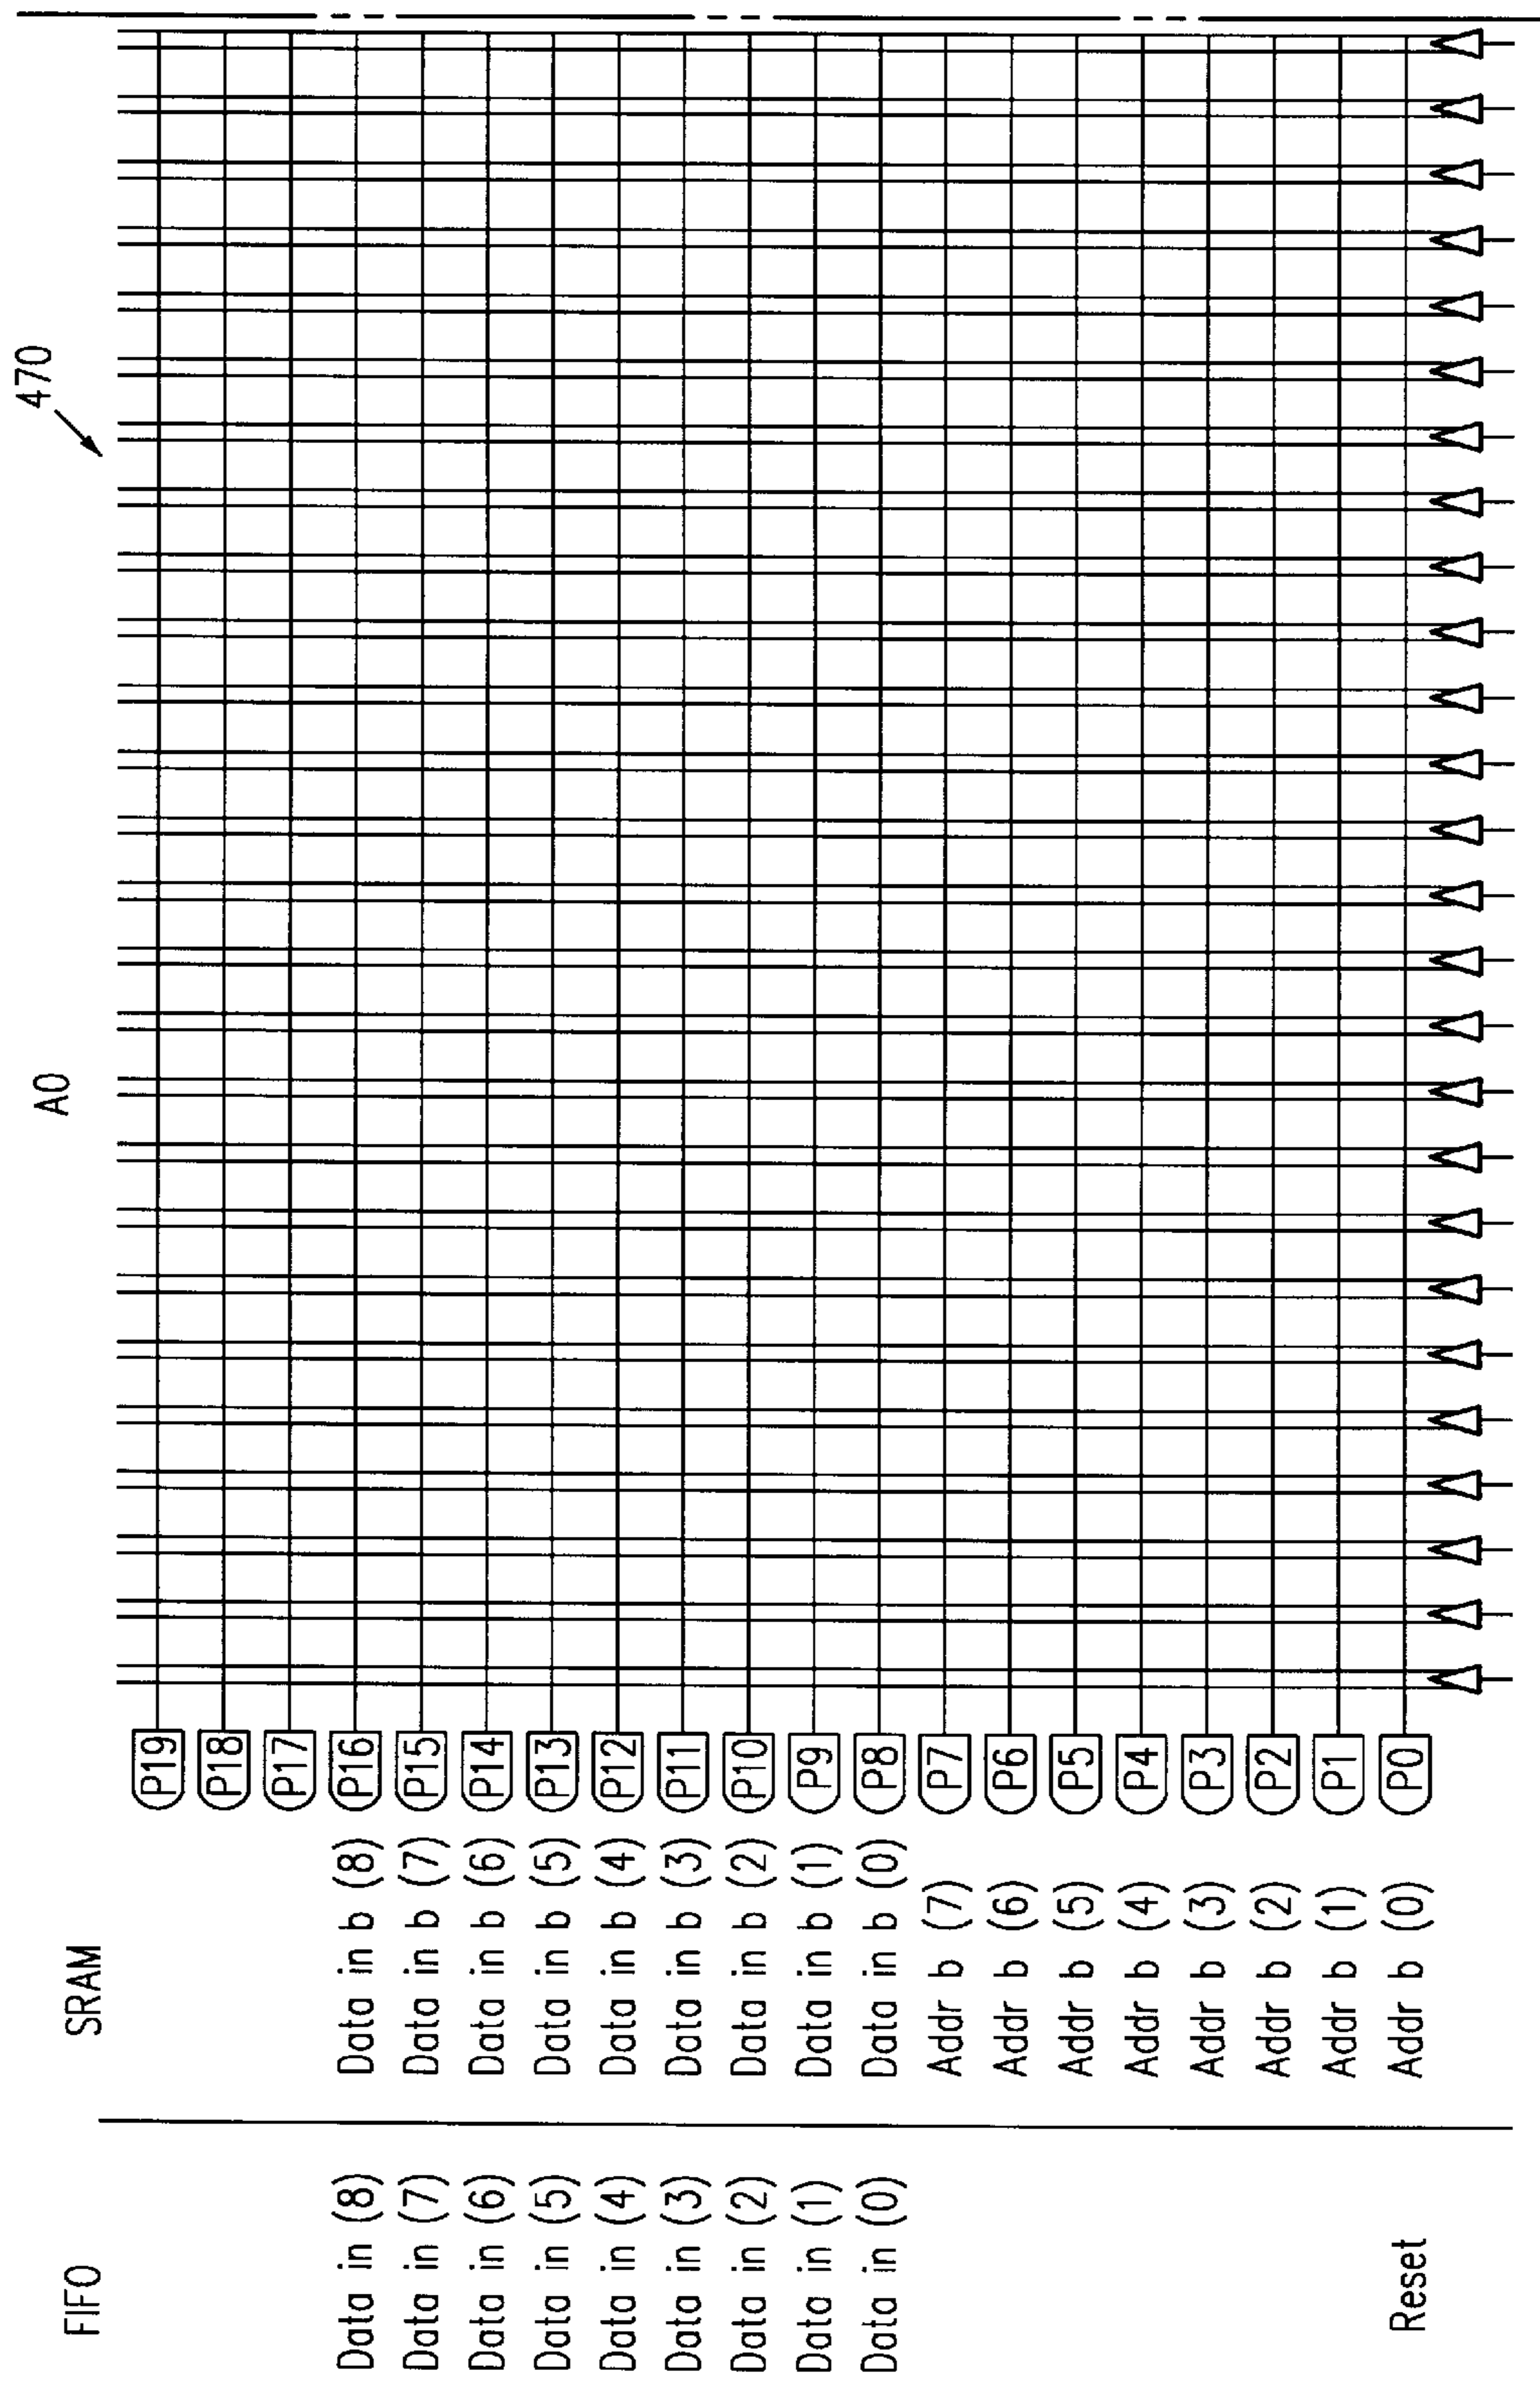 470
A0
FIFO SRAM
P19
P18
P17
Data in (8) Data in b (8) P16
Data in (7) Data in b (7) P15
Data in (6) Data in b (6) P14
Data in (5) Data in b (5) P13
Data in (4) Data in b (4) P12
Data in (3) Data in b (3) P11
Data in (2) Data in b (2) P10
Data in (1) Data in b (1) P9
Data in (0) Data in b (0) P8
Addr b (7) P7
Addr b (6) P6
Addr b (5) P5
Addr b (4) P4
Addr b (3) P3
Addr b (2) P2
Addr b (1) P1
Reset Addr b (0) P0